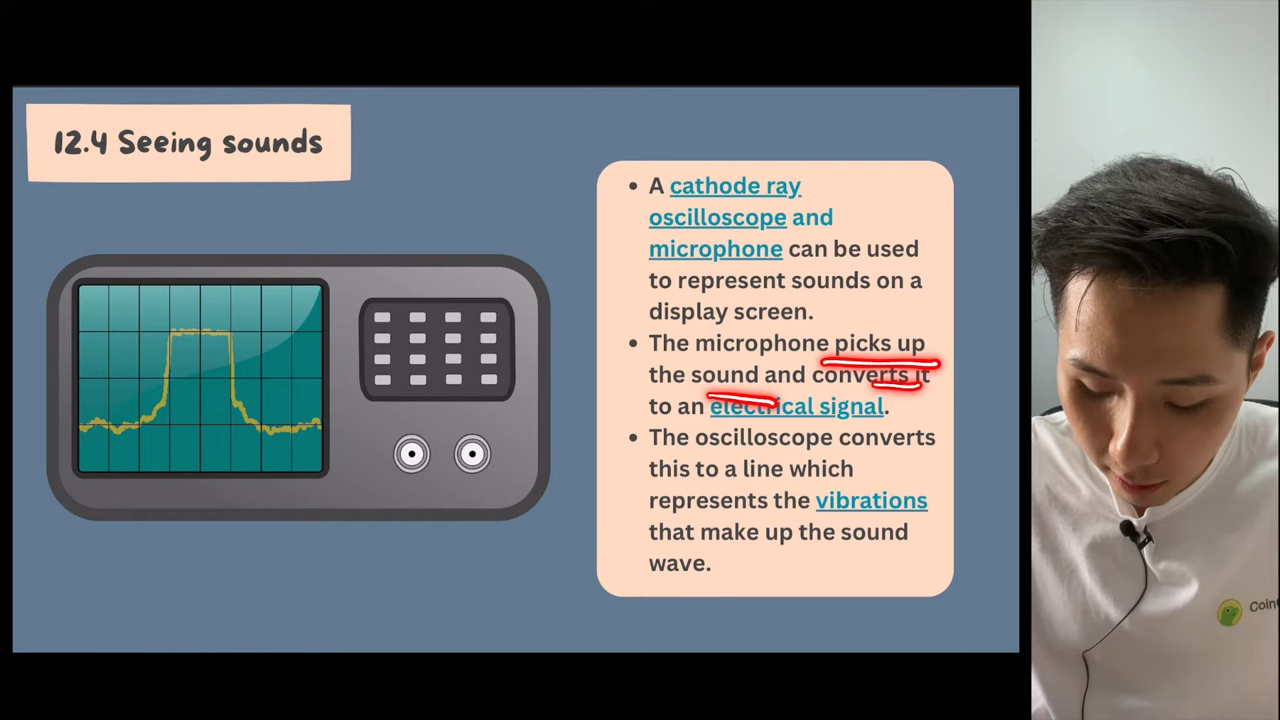 12.4 Seeing sounds
• A cathode ray
oscilloscope and
microphone can be used
to represent sounds on a
display screen.
• The microphone picks up
the sound and converts it
to an electrical signal.
• The oscilloscope converts
this to a line which
represents the vibrations
that make up the sound
wave.